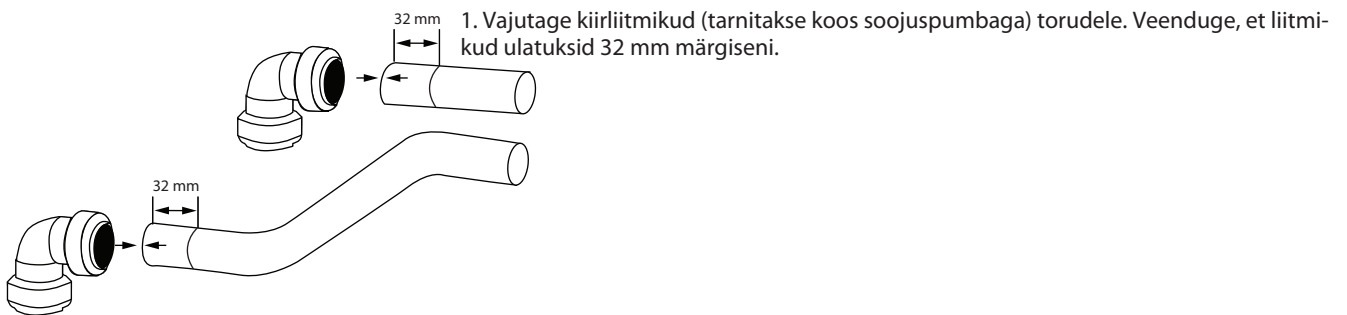 32 mm
1. Vajutage kiirliitmikud (tarnitakse koos soojuspumbaga) torudele. Veenduge, et liitmi-
kud ulatuksid 32 mm märgiseni.
32 mm